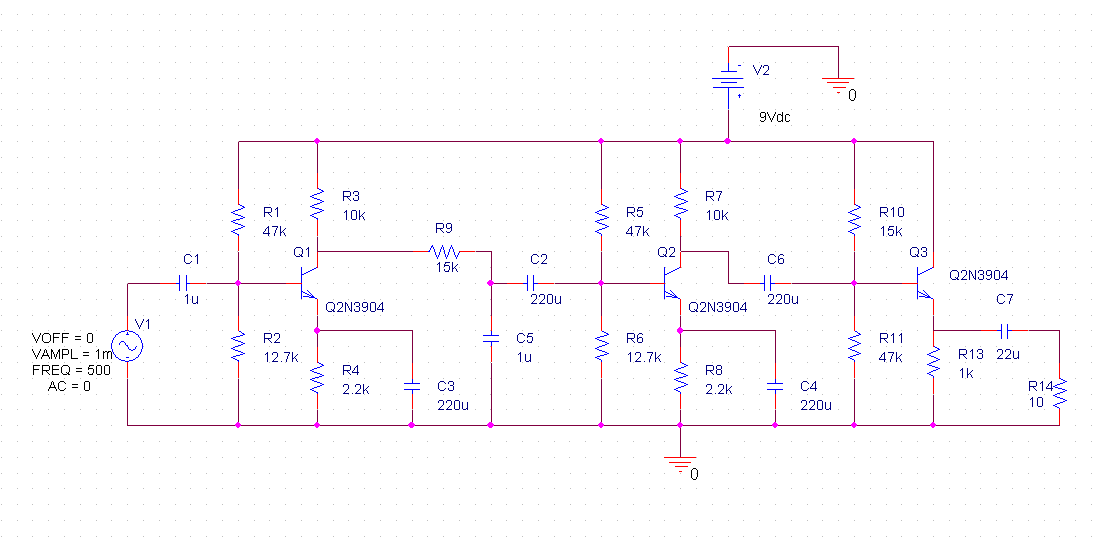 V2
-
+
0
9Vdc
R1
47k
R3
10k
R9
15k
R5
47k
R7
10k
R10
15k
C1
1u
Q1
Q2N3904
C2
220u
Q2
Q2N3904
C6
220u
Q3
Q2N3904
C7
22u
V1
VOFF = 0
VAMPL = 1m
FREQ = 500
AC = 0
R2
12.7k
R4
2.2k
C3
220u
C5
1u
R6
12.7k
R8
2.2k
C4
220u
R11
47k
R13
1k
R14
10
0